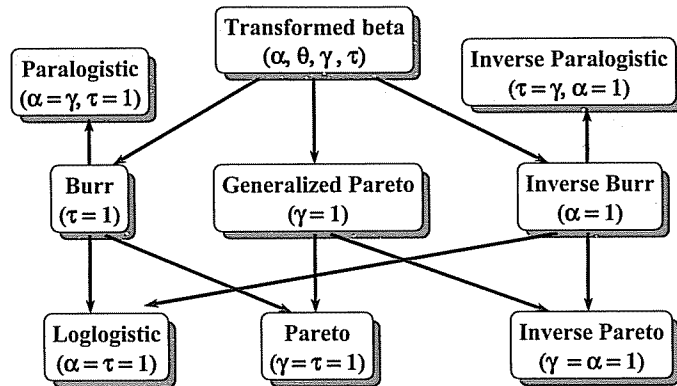 Transformed beta
(α, θ, γ, τ)
Paralogistic
(α = γ, τ = 1)
Inverse Paralogistic
(τ = γ, α = 1)
Burr
(τ = 1)
Generalized Pareto
(γ = 1)
Inverse Burr
(α = 1)
Loglogistic
(α = τ = 1)
Pareto
(γ = τ = 1)
Inverse Pareto
(γ = α = 1)